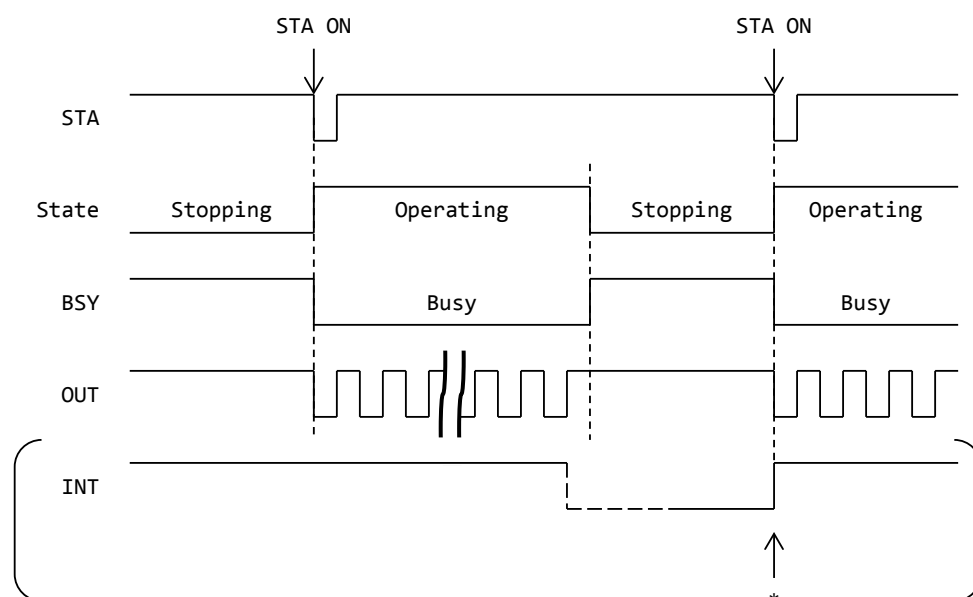 STA ON STA ON
STA
State Stopping Operating Stopping Operating
BSY Busy Busy
OUT
INT
*